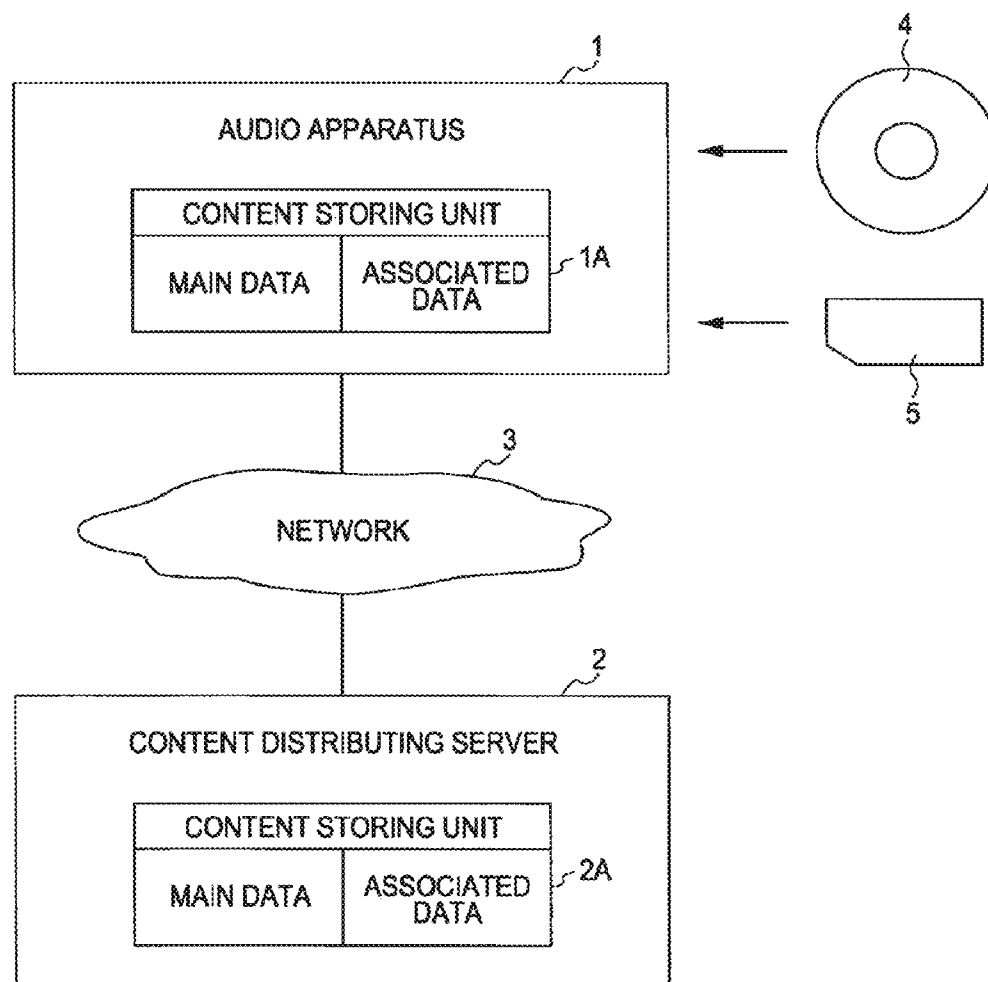 1
4
AUDIO APPARATUS
CONTENT STORING UNIT
MAIN DATA
ASSOCIATED
DATA
1A
5
3
NETWORK
2
CONTENT DISTRIBUTING SERVER
CONTENT STORING UNIT
MAIN DATA
ASSOCIATED
DATA
2A